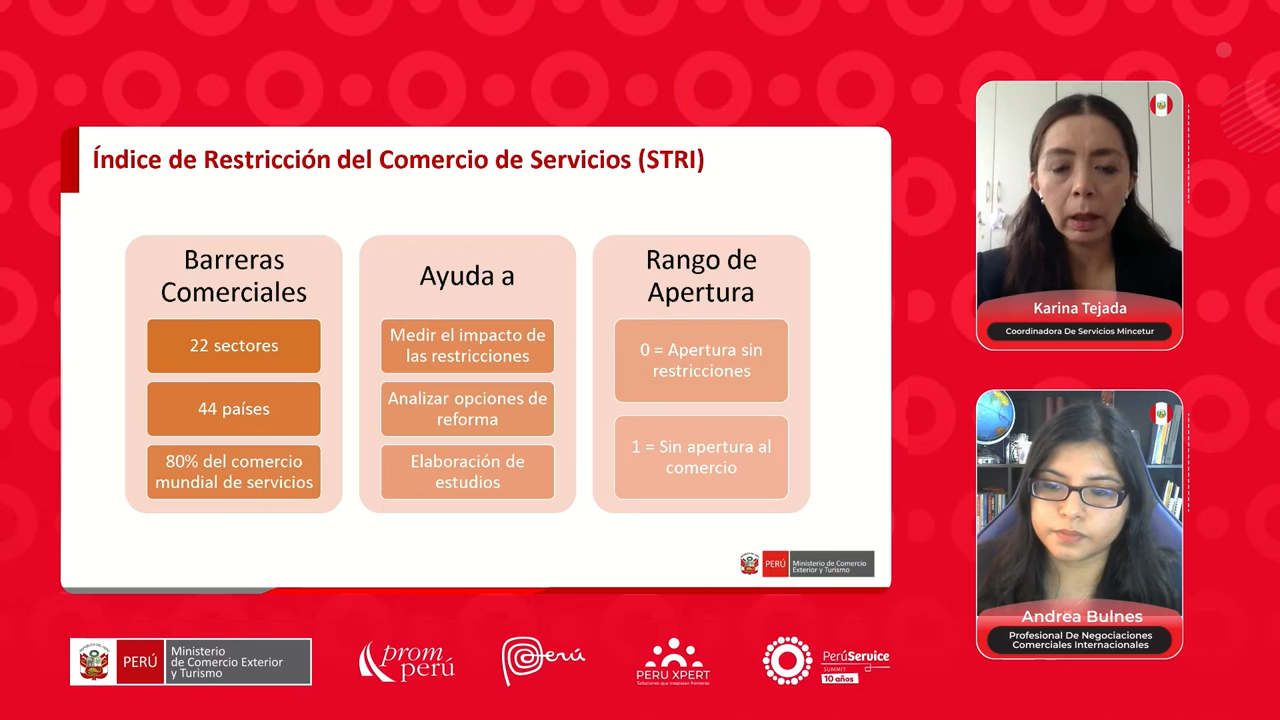 Índice de Restricción del Comercio de Servicios (STRI)
Barreras
Comerciales
22 sectores
44 países
80% del comercio
mundial de servicios
Ayuda a
Medir el impacto de
las restricciones
Analizar opciones de
reforma
Elaboración de
estudios
Rango de
Apertura
0 = Apertura sin
restricciones
1 = Sin apertura al
comercio
PERÚ
Ministerio de Comercio
Exterior y Turismo
Karina Tejada
Coordinadora De Servicios Mincetur
Andrea Bulnes
Profesional De Negociaciones
Comerciales Internacionales
PERÚ
Ministerio
de Comercio Exterior
y Turismo
prom
perú
Perú
PERU XPERT
Soluciones que traspasan fronteras
PerúService
SUMMIT
10 años